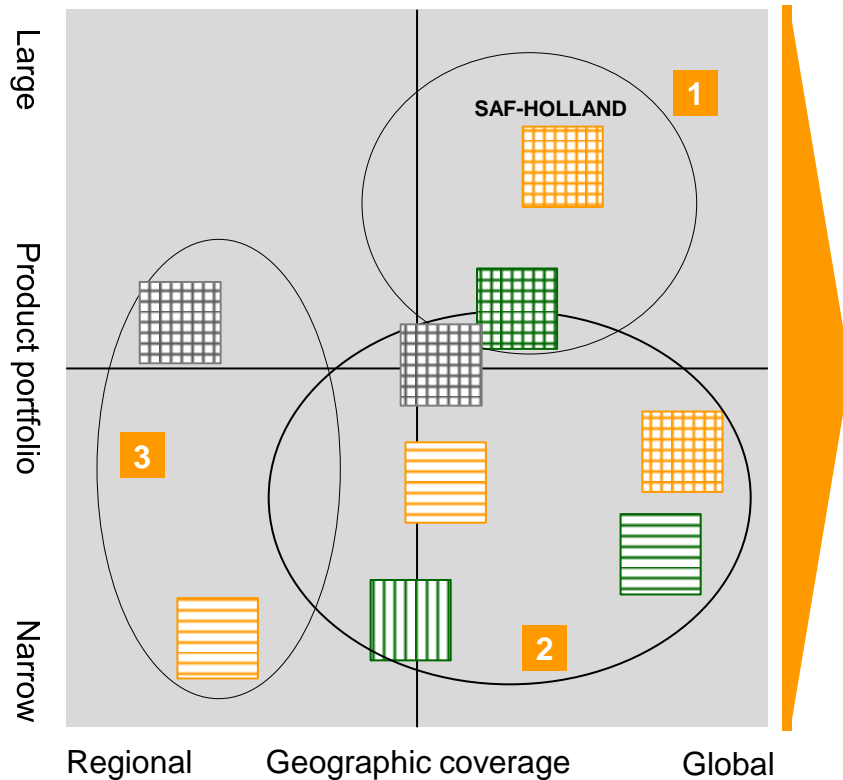 Large
1
SAF-HOLLAND
Product portfolio
3
Narrow
2
Regional
Geographic coverage
Global